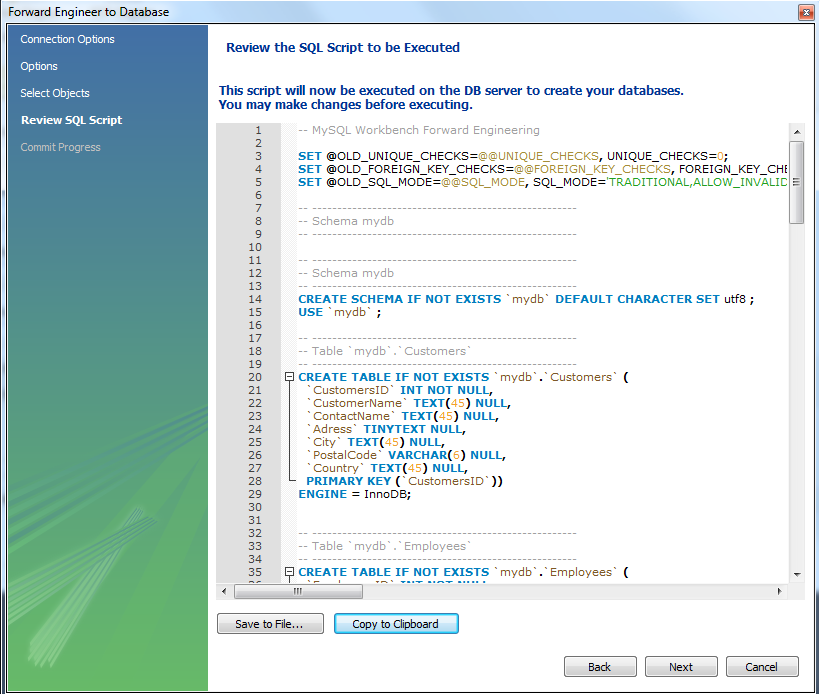 Forward Engineer to Database
Connection Options
Options
Select Objects
Review SQL Script
Commit Progress
Review the SQL Script to be Executed
This script will now be executed on the DB server to create your databases.
You may make changes before executing.
1 -- MySQL Workbench Forward Engineering
2
3 SET @OLD_UNIQUE_CHECKS=@@UNIQUE_CHECKS, UNIQUE_CHECKS=0;
4 SET @OLD_FOREIGN_KEY_CHECKS=@@FOREIGN_KEY_CHECKS, FOREIGN_KEY_CHE
5 SET @OLD_SQL_MODE=@@SQL_MODE, SQL_MODE='TRADITIONAL,ALLOW_INVALID
6
7 -- -----------------------------------------------------
8 -- Schema mydb
9 -- -----------------------------------------------------
10
11 -- -----------------------------------------------------
12 -- Schema mydb
13 -- -----------------------------------------------------
14 CREATE SCHEMA IF NOT EXISTS `mydb` DEFAULT CHARACTER SET utf8 ;
15 USE `mydb` ;
16
17 -- -----------------------------------------------------
18 -- Table `mydb`.`Customers`
19 -- -----------------------------------------------------
20 CREATE TABLE IF NOT EXISTS `mydb`.`Customers` (
21 `CustomersID` INT NOT NULL,
22 `CustomerName` TEXT(45) NULL,
23 `ContactName` TEXT(45) NULL,
24 `Adress` TINYTEXT NULL,
25 `City` TEXT(45) NULL,
26 `PostalCode` VARCHAR(6) NULL,
27 `Country` TEXT(45) NULL,
28 PRIMARY KEY (`CustomersID`))
29 ENGINE = InnoDB;
30
31
32 -- -----------------------------------------------------
33 -- Table `mydb`.`Employees`
34 -- -----------------------------------------------------
35 CREATE TABLE IF NOT EXISTS `mydb`.`Employees` (
Save to File...
Copy to Clipboard
Back
Next
Cancel